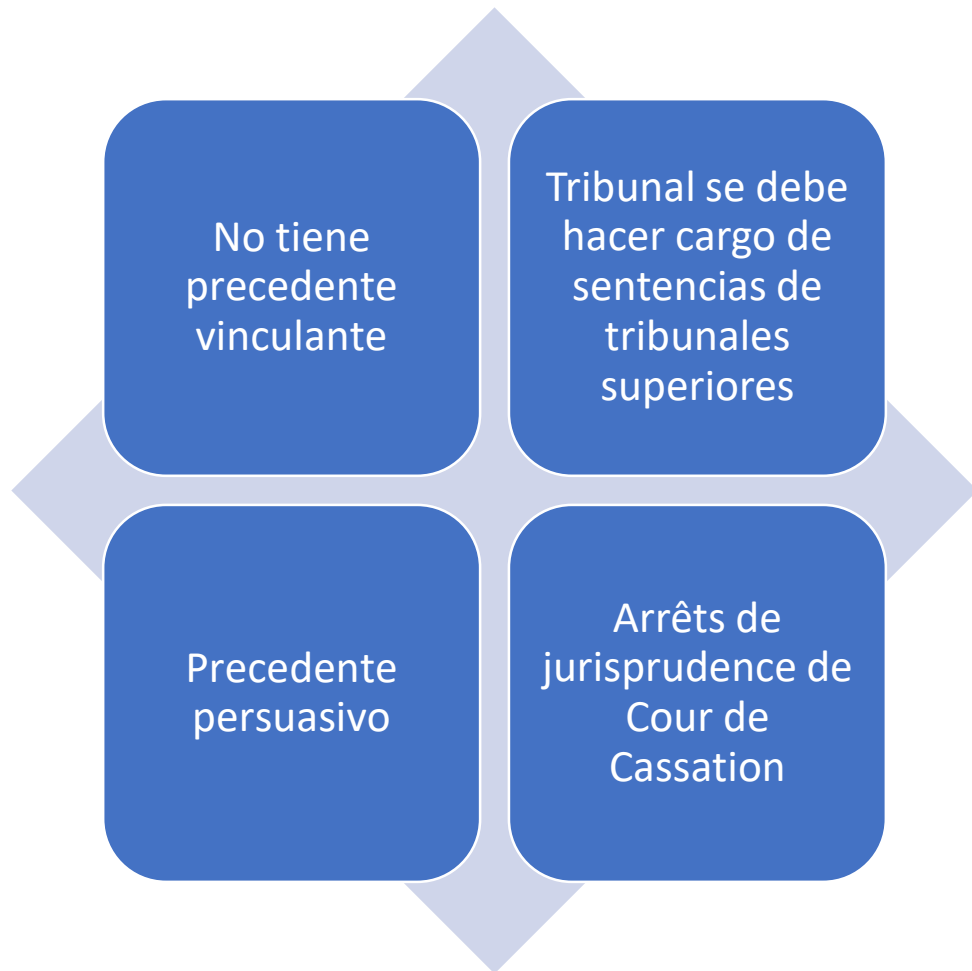 No tiene
precedente
vinculante
Tribunal se debe
hacer cargo de
sentencias de
tribunales
superiores
Precedente
persuasivo
Arrêts de
jurisprudence de
Cour de
Cassation